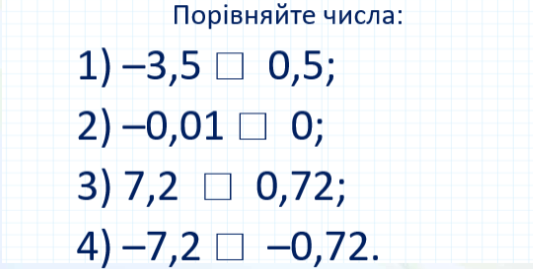 Порівняйте числа:
1) –3,5 □ 0,5;
2) –0,01 □ 0;
3) 7,2 □ 0,72;
4) –7,2 □ –0,72.